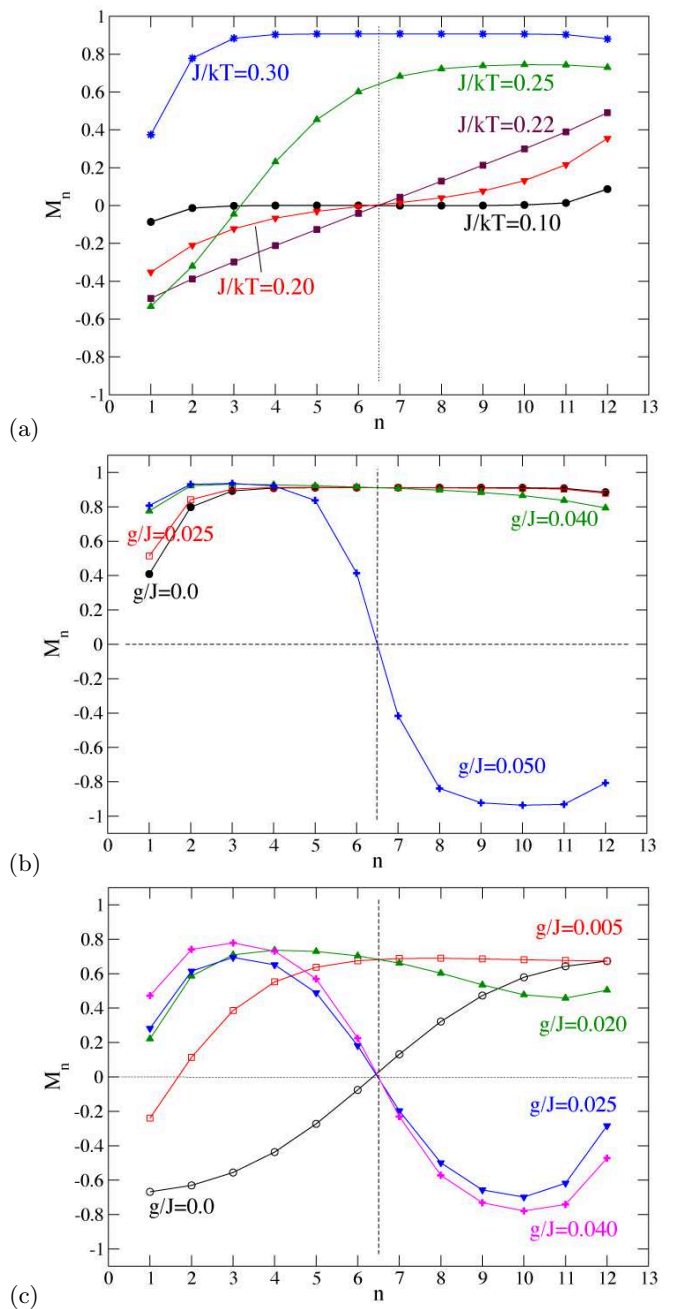 1
0.8
0.6
0.4
0.2
0
-0.2
-0.4
-0.6
-0.8
-1
M_n
J/kT=0.30
J/kT=0.25
J/kT=0.22
J/kT=0.10
J/kT=0.20
0 1 2 3 4 5 6 7 8 9 10 11 12 13
n
(a)
1
0.8
0.6
0.4
0.2
0
-0.2
-0.4
-0.6
-0.8
-1
M_n
g/J=0.025
g/J=0.0
g/J=0.040
g/J=0.050
0 1 2 3 4 5 6 7 8 9 10 11 12 13
n
(b)
1
0.8
0.6
0.4
0.2
0
-0.2
-0.4
-0.6
-0.8
-1
M_n
g/J=0.005
g/J=0.020
g/J=0.025
g/J=0.0
g/J=0.040
0 1 2 3 4 5 6 7 8 9 10 11 12 13
n
(c)